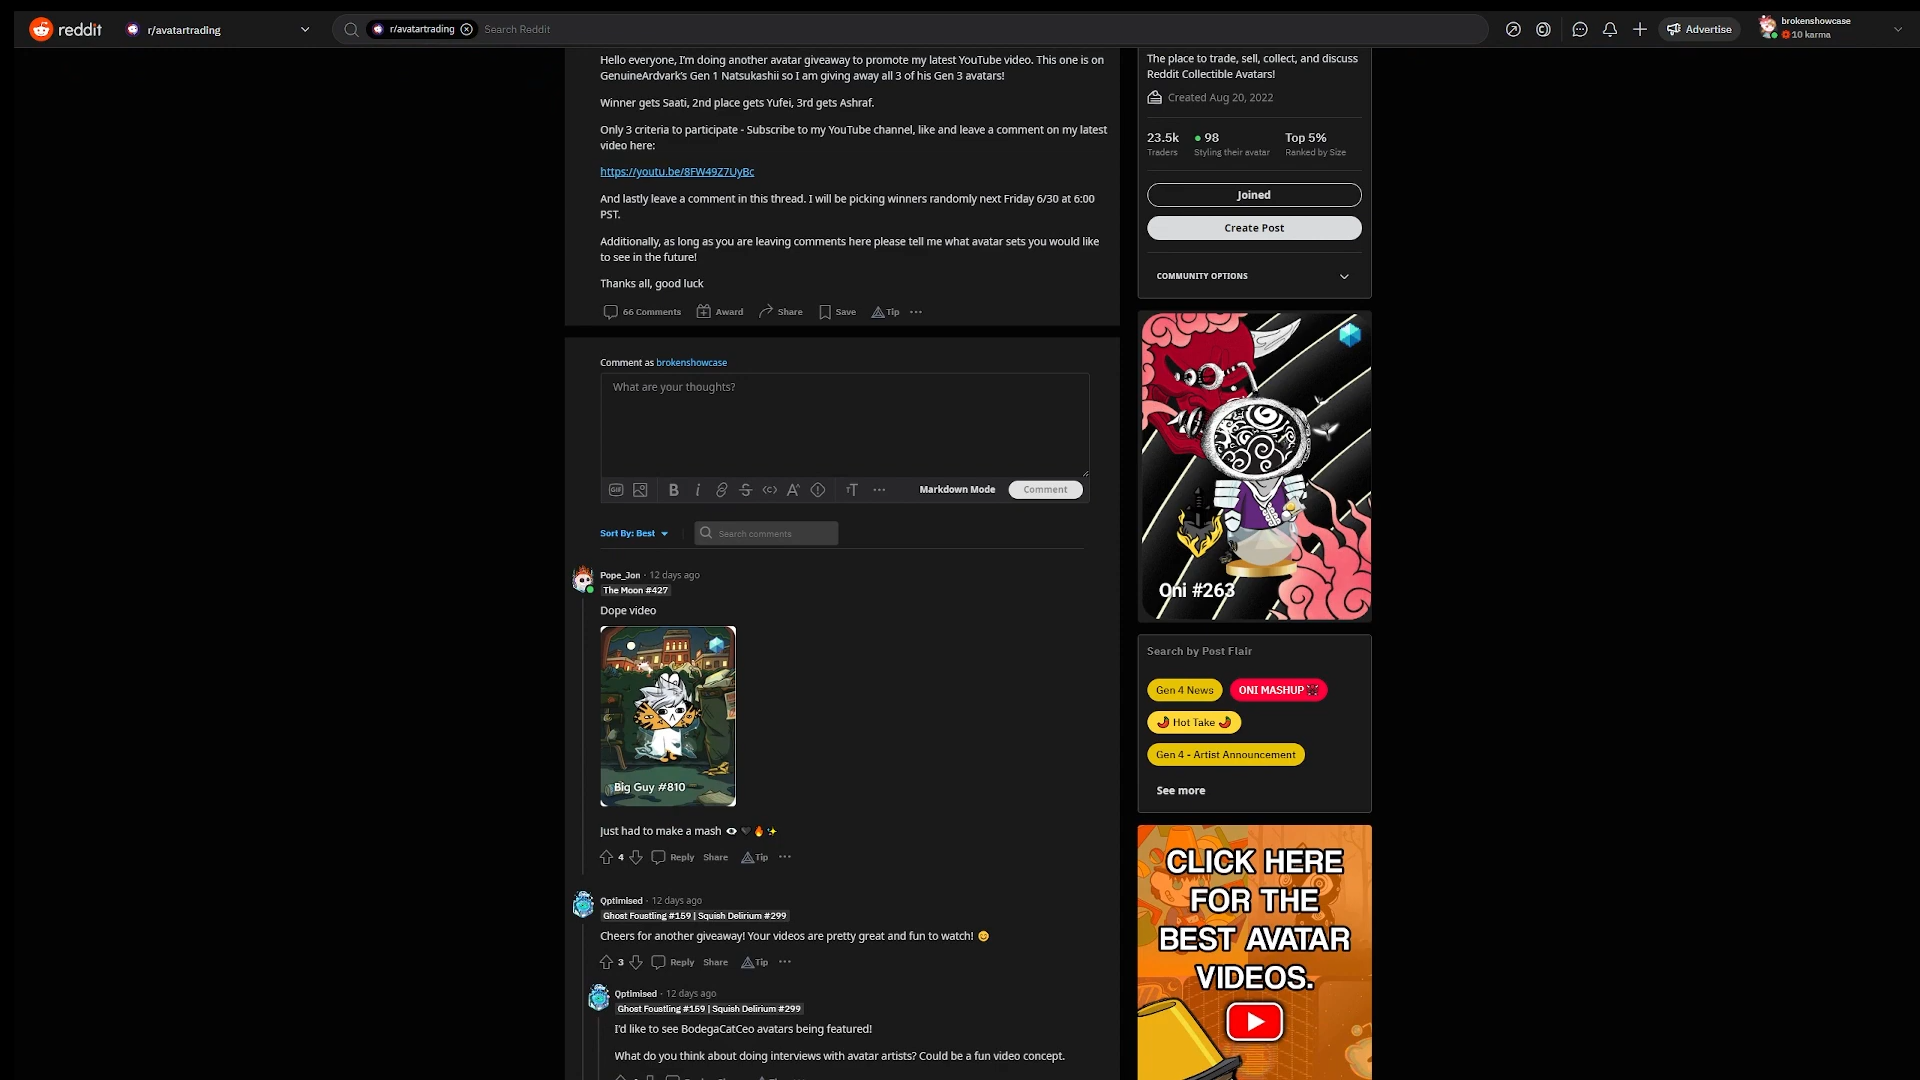 reddit
r/avatartrading
r/avatartrading
Search Reddit
Advertise
brokenshowcase
10 karma
Hello everyone, I'm doing another avatar giveaway to promote my latest YouTube video. This one is on
GenuineArdvark's Gen 1 Natsukashii so I am giving away all 3 of his Gen 3 avatars!
Winner gets Saati, 2nd place gets Yufei, 3rd gets Ashraf.
Only 3 criteria to participate - Subscribe to my YouTube channel, like and leave a comment on my latest
video here:
https://youtu.be/8FW49Z7UyBc
And lastly leave a comment in this thread. I will be picking winners randomly next Friday 6/30 at 6:00
PST.
Additionally, as long as you are leaving comments here please tell me what avatar sets you would like
to see in the future!
Thanks all, good luck
66 Comments
Award
Share
Save
Tip
Comment as brokenshowcase
What are your thoughts?
GIF
B
i
Markdown Mode
Comment
Sort By: Best
Search comments
Pope_Jon · 12 days ago
The Moon #427
Dope video
Big Guy #810
Just had to make a mash 👁️ 🖤 🔥 ✨
4
Reply
Share
Tip
Qptimised · 12 days ago
Ghost Foustling #159 | Squish Delirium #299
Cheers for another giveaway! Your videos are pretty great and fun to watch! 😊
3
Reply
Share
Tip
Qptimised · 12 days ago
Ghost Foustling #159 | Squish Delirium #299
I'd like to see BodegaCatCeo avatars being featured!
What do you think about doing interviews with avatar artists? Could be a fun video concept.
The place to trade, sell, collect, and discuss
Reddit Collectible Avatars!
Created Aug 20, 2022
23.5k
98
Top 5%
Traders
Styling their avatar
Ranked by Size
Joined
Create Post
COMMUNITY OPTIONS
Oni #263
Search by Post Flair
Gen 4 News
ONI MASHUP
🌶️ Hot Take 🌶️
Gen 4 - Artist Announcement
See more
CLICK HERE
FOR THE
BEST AVATAR
VIDEOS.